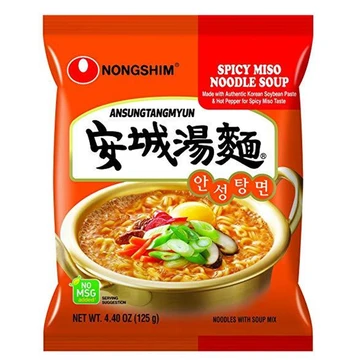 NONGSHIM
SPICY MISO
NOODLE SOUP
Made with Authentic Korean Soybean Paste
& Hot Pepper for Spicy Miso Taste
ANSUNGTANGMYUN
安城湯麵®
안성탕면
NO
MSG
ADDED
SERVING
SUGGESTION
NET WT. 4.40 OZ (125 g)
NOODLES WITH SOUP MIX